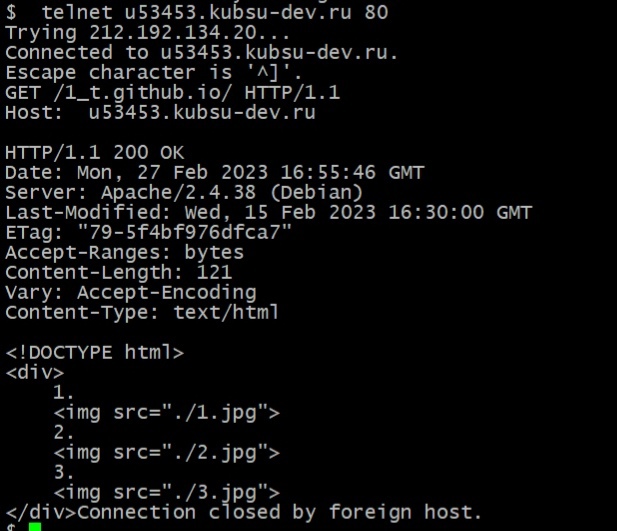 $  telnet u53453.kubsu-dev.ru 80
Trying 212.192.134.20...
Connected to u53453.kubsu-dev.ru.
Escape character is '^]'.
GET /1_t.github.io/ HTTP/1.1
Host:  u53453.kubsu-dev.ru

HTTP/1.1 200 OK
Date: Mon, 27 Feb 2023 16:55:46 GMT
Server: Apache/2.4.38 (Debian)
Last-Modified: Wed, 15 Feb 2023 16:30:00 GMT
ETag: "79-5f4bf976dfca7"
Accept-Ranges: bytes
Content-Length: 121
Vary: Accept-Encoding
Content-Type: text/html

<!DOCTYPE html>
<div>
    1.
    <img src="./1.jpg">
    2.
    <img src="./2.jpg">
    3.
    <img src="./3.jpg">
</div>Connection closed by foreign host.
$